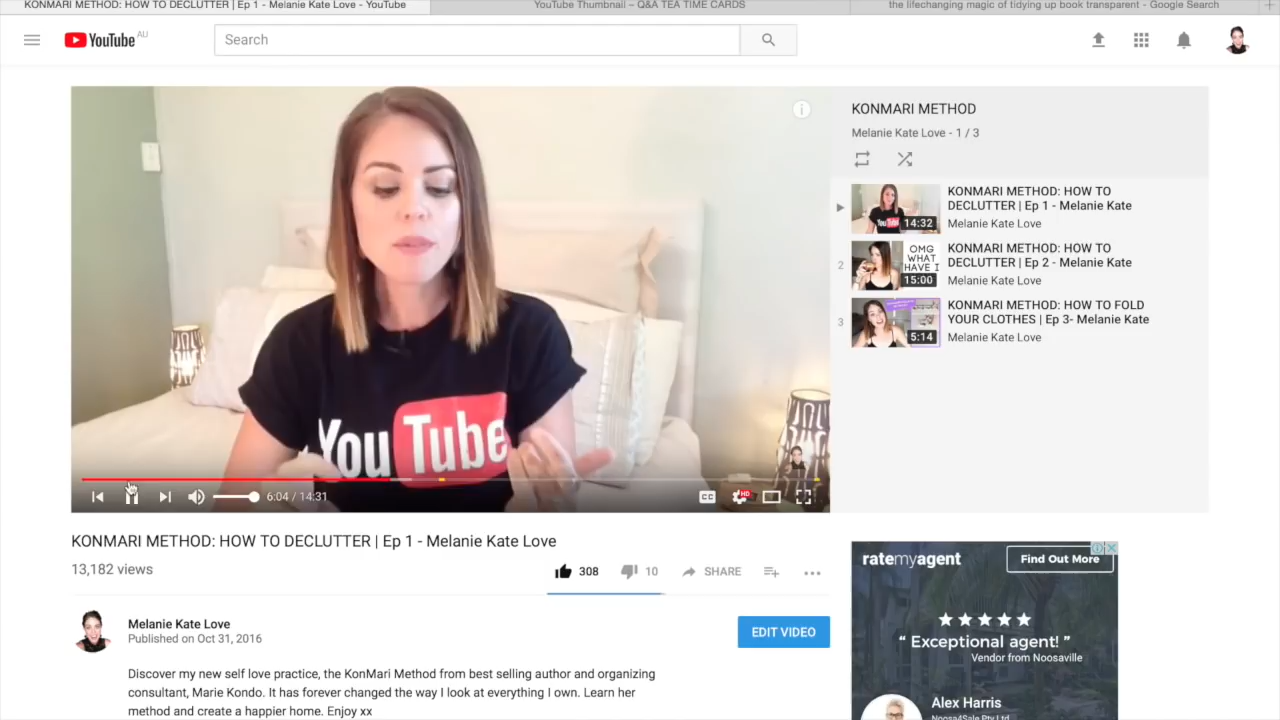 KONMARI METHOD: HOW TO DECLUTTER | Ep 1 - Melanie Kate Love - YouTube
YouTube Thumbnail ~ Q&A TEA TIME CARDS
the lifechanging magic of tidying up book transparent - Google Search
YouTube AU
Search
YouTube
6:04 / 14:31
CC
HD
KONMARI METHOD
Melanie Kate Love - 1 / 3
KONMARI METHOD: HOW TO
DECLUTTER | Ep 1 - Melanie Kate
Melanie Kate Love
You
14:32
2
KONMARI METHOD: HOW TO
DECLUTTER | Ep 2 - Melanie Kate
Melanie Kate Love
OMG
WHAT
HAVE I
15:00
3
KONMARI METHOD: HOW TO FOLD
YOUR CLOTHES | Ep 3- Melanie Kate
Melanie Kate Love
5:14
KONMARI METHOD: HOW TO DECLUTTER | Ep 1 - Melanie Kate Love
13,182 views
308
10
SHARE
Melanie Kate Love
Published on Oct 31, 2016
EDIT VIDEO
Discover my new self love practice, the KonMari Method from best selling author and organizing
consultant, Marie Kondo. It has forever changed the way I look at everything I own. Learn her
method and create a happier home. Enjoy xx
ratemyagent
Find Out More
“ Exceptional agent! ”
Vendor from Noosaville
Alex Harris
Noosa4Sale Pty Ltd